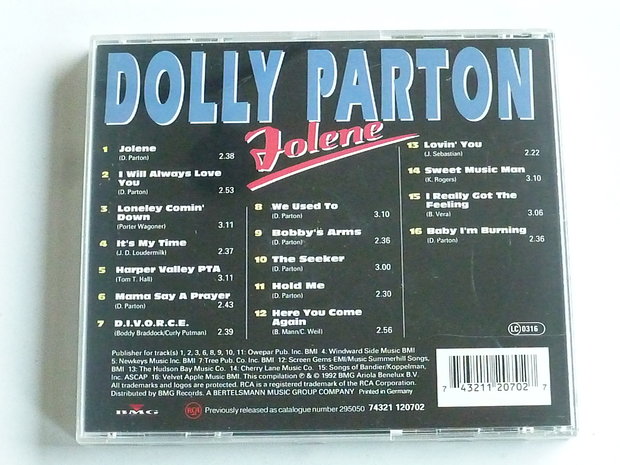 DOLLY PARTON
Jolene
1 Jolene
(D. Parton) 2.38
2 I Will Always Love
You
(D. Parton) 2.53
3 Loneley Comin'
Down
(Porter Wagoner) 3.11
4 It's My Time
(J. D. Loudermilk) 2.37
5 Harper Valley PTA
(Tom T. Hall) 3.11
6 Mama Say A Prayer
(D. Parton) 2.43
7 D.I.V.O.R.C.E.
(Boddy Braddock/Curly Putman) 2.39
8 We Used To
(D. Parton) 3.10
9 Bobby's Arms
(D. Parton) 2.36
10 The Seeker
(D. Parton) 3.00
11 Hold Me
(D. Parton) 2.30
12 Here You Come
Again
(B. Mann/C. Weil) 2.56
13 Lovin' You
(J. Sebastian) 2.22
14 Sweet Music Man
(K. Rogers) 3.10
15 I Really Got The
Feeling
(B. Vera) 3.06
16 Baby I'm Burning
(D. Parton) 2.36
LC 0316
Publisher for track(s) 1, 2, 3, 6, 8, 9, 10, 11: Owepar Pub. Inc. BMI 4: Windward Side Music BMI
5: Newkeys Music Inc. BMI 7: Tree Pub. Co. Inc. BMI 12: Screen Gems-EMI/Music Summerhill Songs,
BMI 13: The Hudson Bay Music Co. 14: Cherry Lane Music Co. 15: Songs of Bandier/Koppelman,
Inc. ASCAP 16: Velvet Apple Music BMI. This compilation ℗ & © 1992 BMG Ariola Benelux B.V.
All trademarks and logos are protected. RCA is a registered trademark of the RCA Corporation.
Distributed by BMG Records. A BERTELSMANN MUSIC GROUP COMPANY Printed in Germany
7 43211 20702 7
BMG RCA Previously released as catalogue number 295050 74321 120702